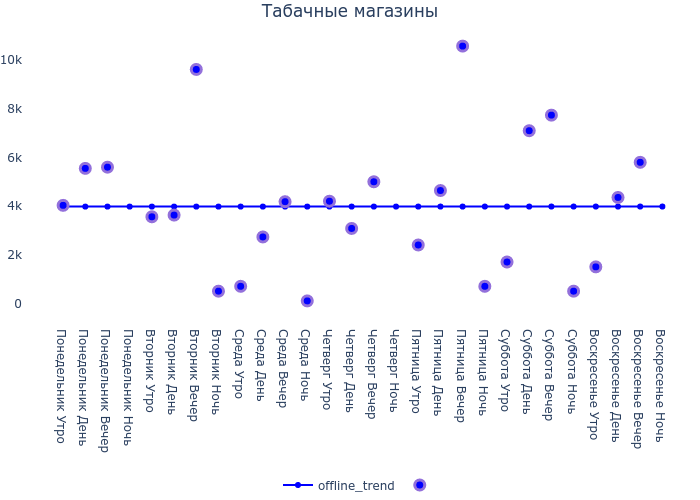 Табачные магазины
10k
8k
6k
4k
2k
0
Понедельник Утро
Понедельник День
Понедельник Вечер
Понедельник Ночь
Вторник Утро
Вторник День
Вторник Вечер
Вторник Ночь
Среда Утро
Среда День
Среда Вечер
Среда Ночь
Четверг Утро
Четверг День
Четверг Вечер
Четверг Ночь
Пятница Утро
Пятница День
Пятница Вечер
Пятница Ночь
Суббота Утро
Суббота День
Суббота Вечер
Суббота Ночь
Воскресенье Утро
Воскресенье День
Воскресенье Вечер
Воскресенье Ночь
offline_trend